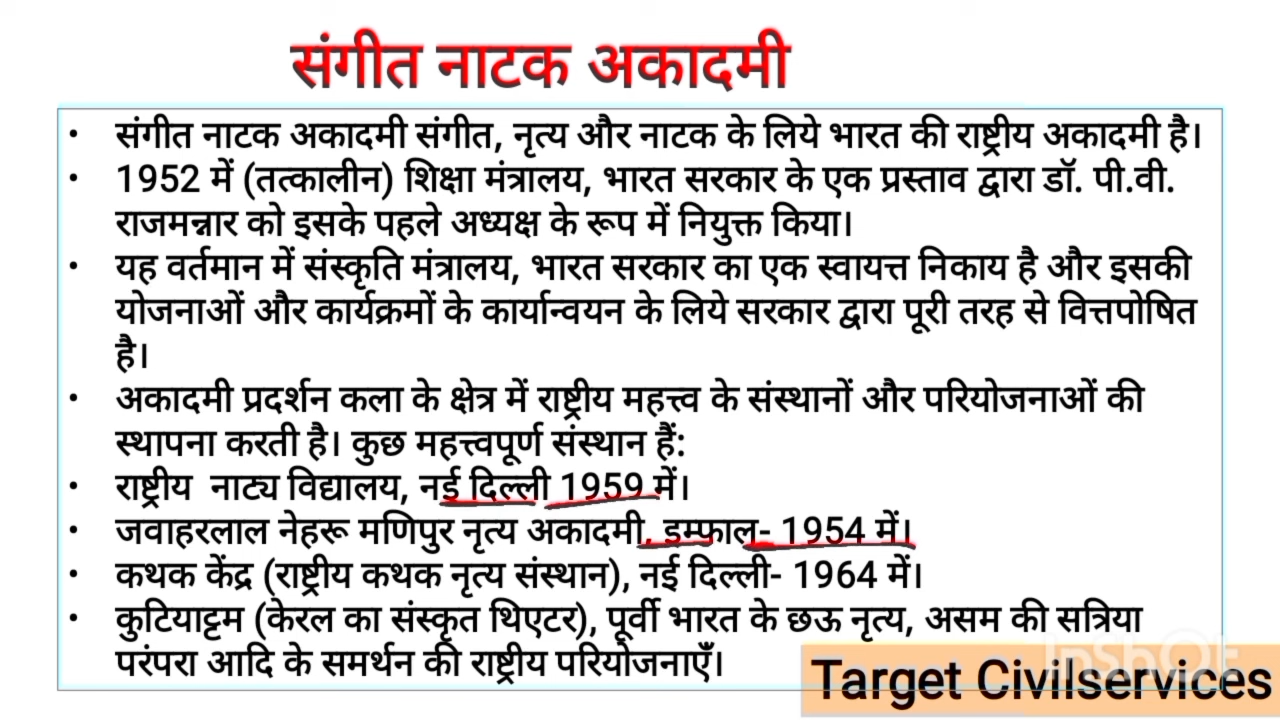 संगीत नाटक अकादमी
• संगीत नाटक अकादमी संगीत, नृत्य और नाटक के लिये भारत की राष्ट्रीय अकादमी है।
• 1952 में (तत्कालीन) शिक्षा मंत्रालय, भारत सरकार के एक प्रस्ताव द्वारा डॉ. पी.वी.
राजमन्नार को इसके पहले अध्यक्ष के रूप में नियुक्त किया।
• यह वर्तमान में संस्कृति मंत्रालय, भारत सरकार का एक स्वायत्त निकाय है और इसकी
योजनाओं और कार्यक्रमों के कार्यान्वयन के लिये सरकार द्वारा पूरी तरह से वित्तपोषित
है।
• अकादमी प्रदर्शन कला के क्षेत्र में राष्ट्रीय महत्त्व के संस्थानों और परियोजनाओं की
स्थापना करती है। कुछ महत्त्वपूर्ण संस्थान हैं:
• राष्ट्रीय नाट्य विद्यालय, नई दिल्ली 1959 में।
• जवाहरलाल नेहरू मणिपुर नृत्य अकादमी, इम्फाल- 1954 में।
• कथक केंद्र (राष्ट्रीय कथक नृत्य संस्थान), नई दिल्ली- 1964 में।
• कुटियाट्टम (केरल का संस्कृत थिएटर), पूर्वी भारत के छऊ नृत्य, असम की सत्रिया
परंपरा आदि के समर्थन की राष्ट्रीय परियोजनाएँ।
InShOt
Target Civilservices